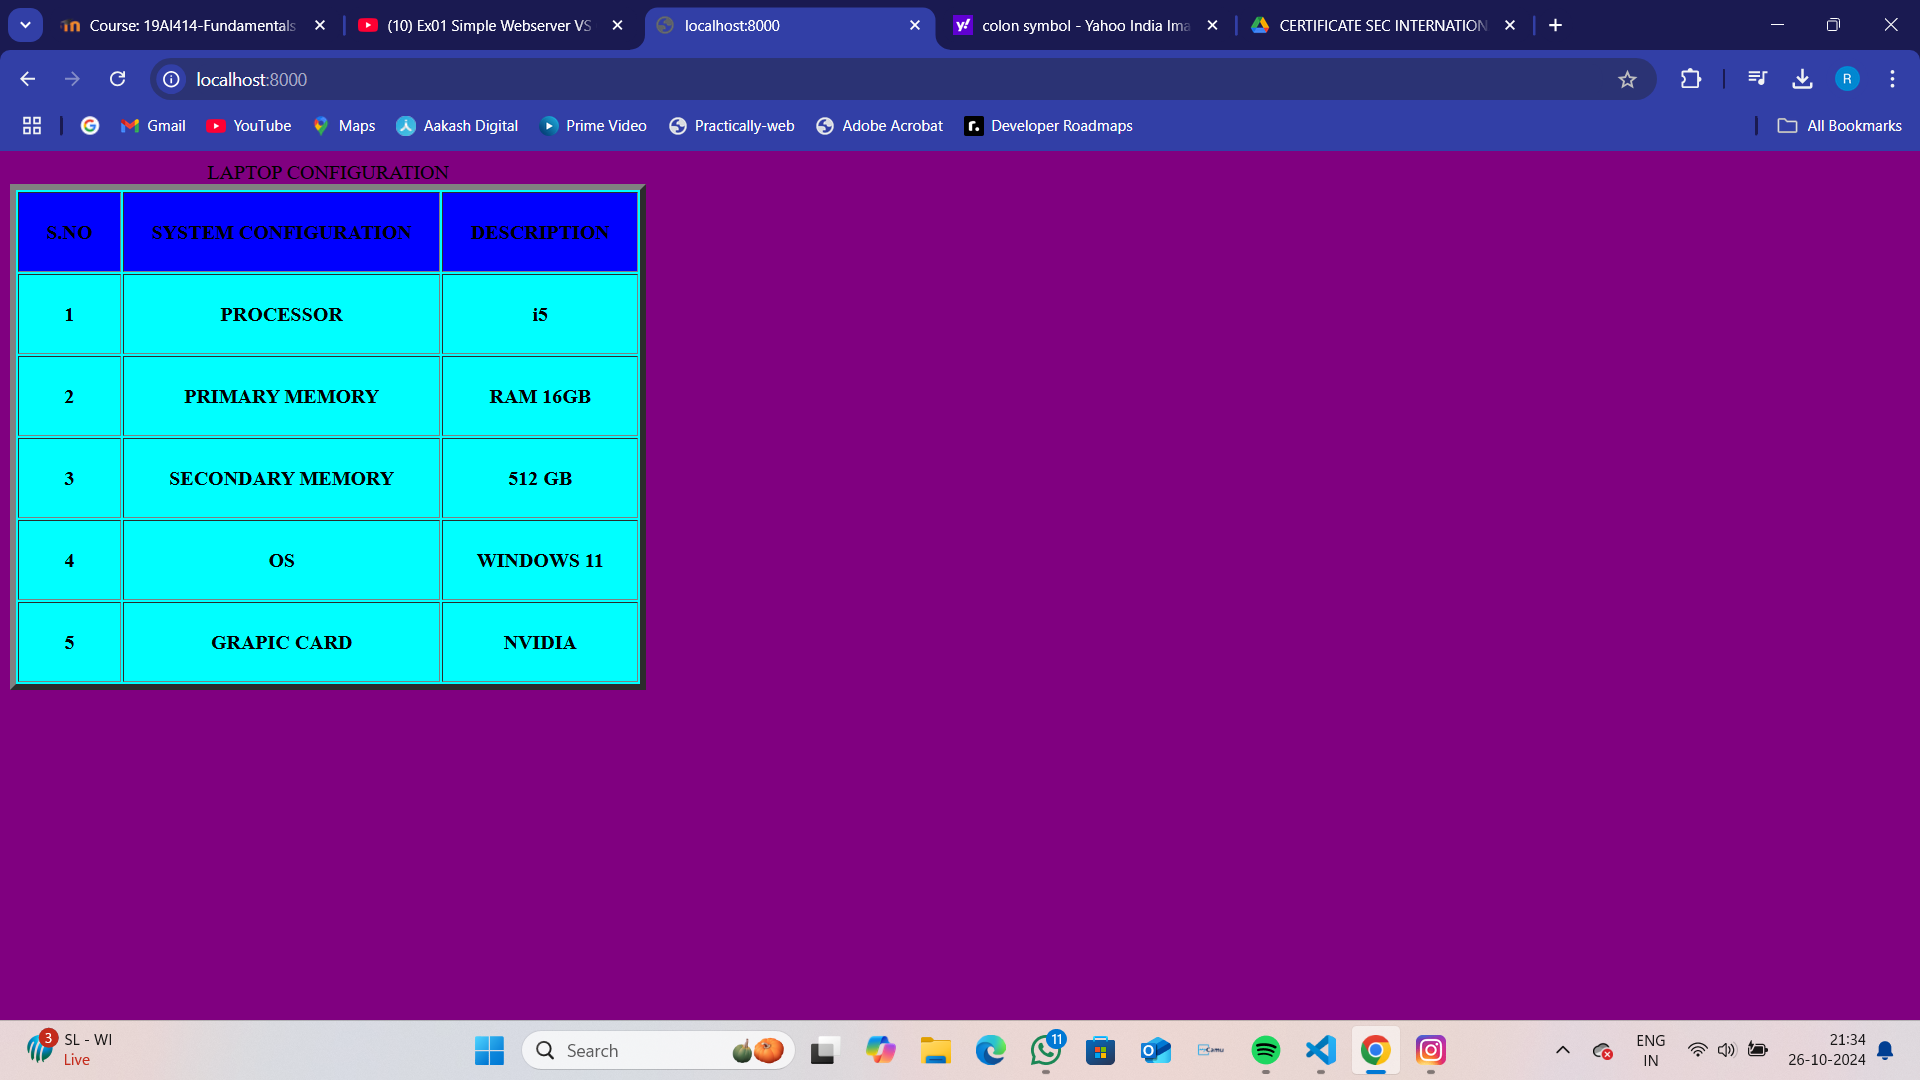 Course: 19AI414-Fundamentals
(10) Ex01 Simple Webserver VS
localhost:8000
colon symbol - Yahoo India Ima
CERTIFICATE SEC INTERNATION
localhost:8000
R
Gmail
YouTube
Maps
Aakash Digital
Prime Video
Practically-web
Adobe Acrobat
Developer Roadmaps
All Bookmarks
LAPTOP CONFIGURATION
S.NO SYSTEM CONFIGURATION DESCRIPTION
1 PROCESSOR i5
2 PRIMARY MEMORY RAM 16GB
3 SECONDARY MEMORY 512 GB
4 OS WINDOWS 11
5 GRAPIC CARD NVIDIA
3
SL - WI
Live
Search
11
Camu
ENG
IN
21:34
26-10-2024